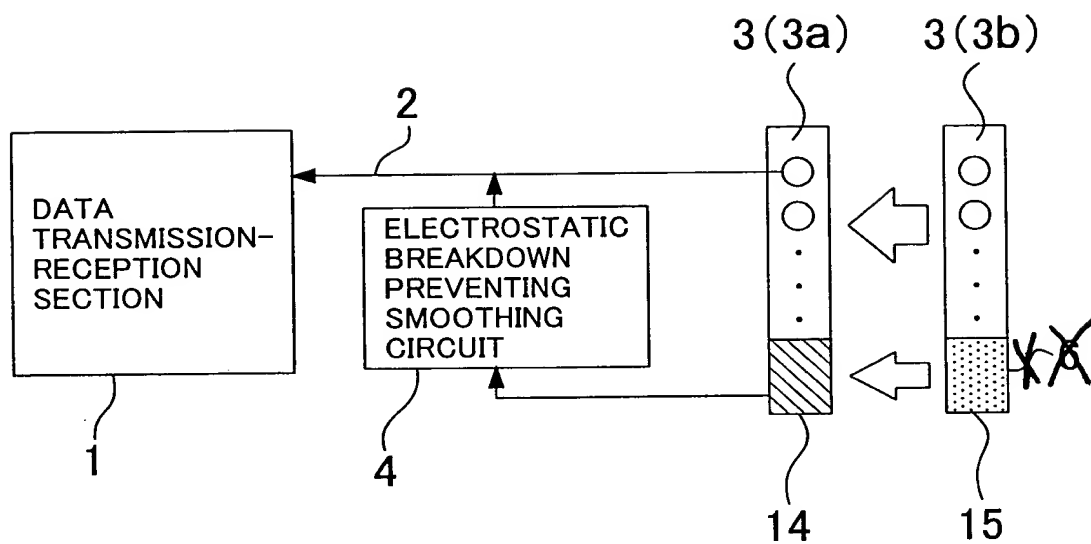 3(3a)
3(3b)
2
DATA
TRANSMISSION-
RECEPTION
SECTION
ELECTROSTATIC
BREAKDOWN
PREVENTING
SMOOTHING
CIRCUIT
1
4
14
15